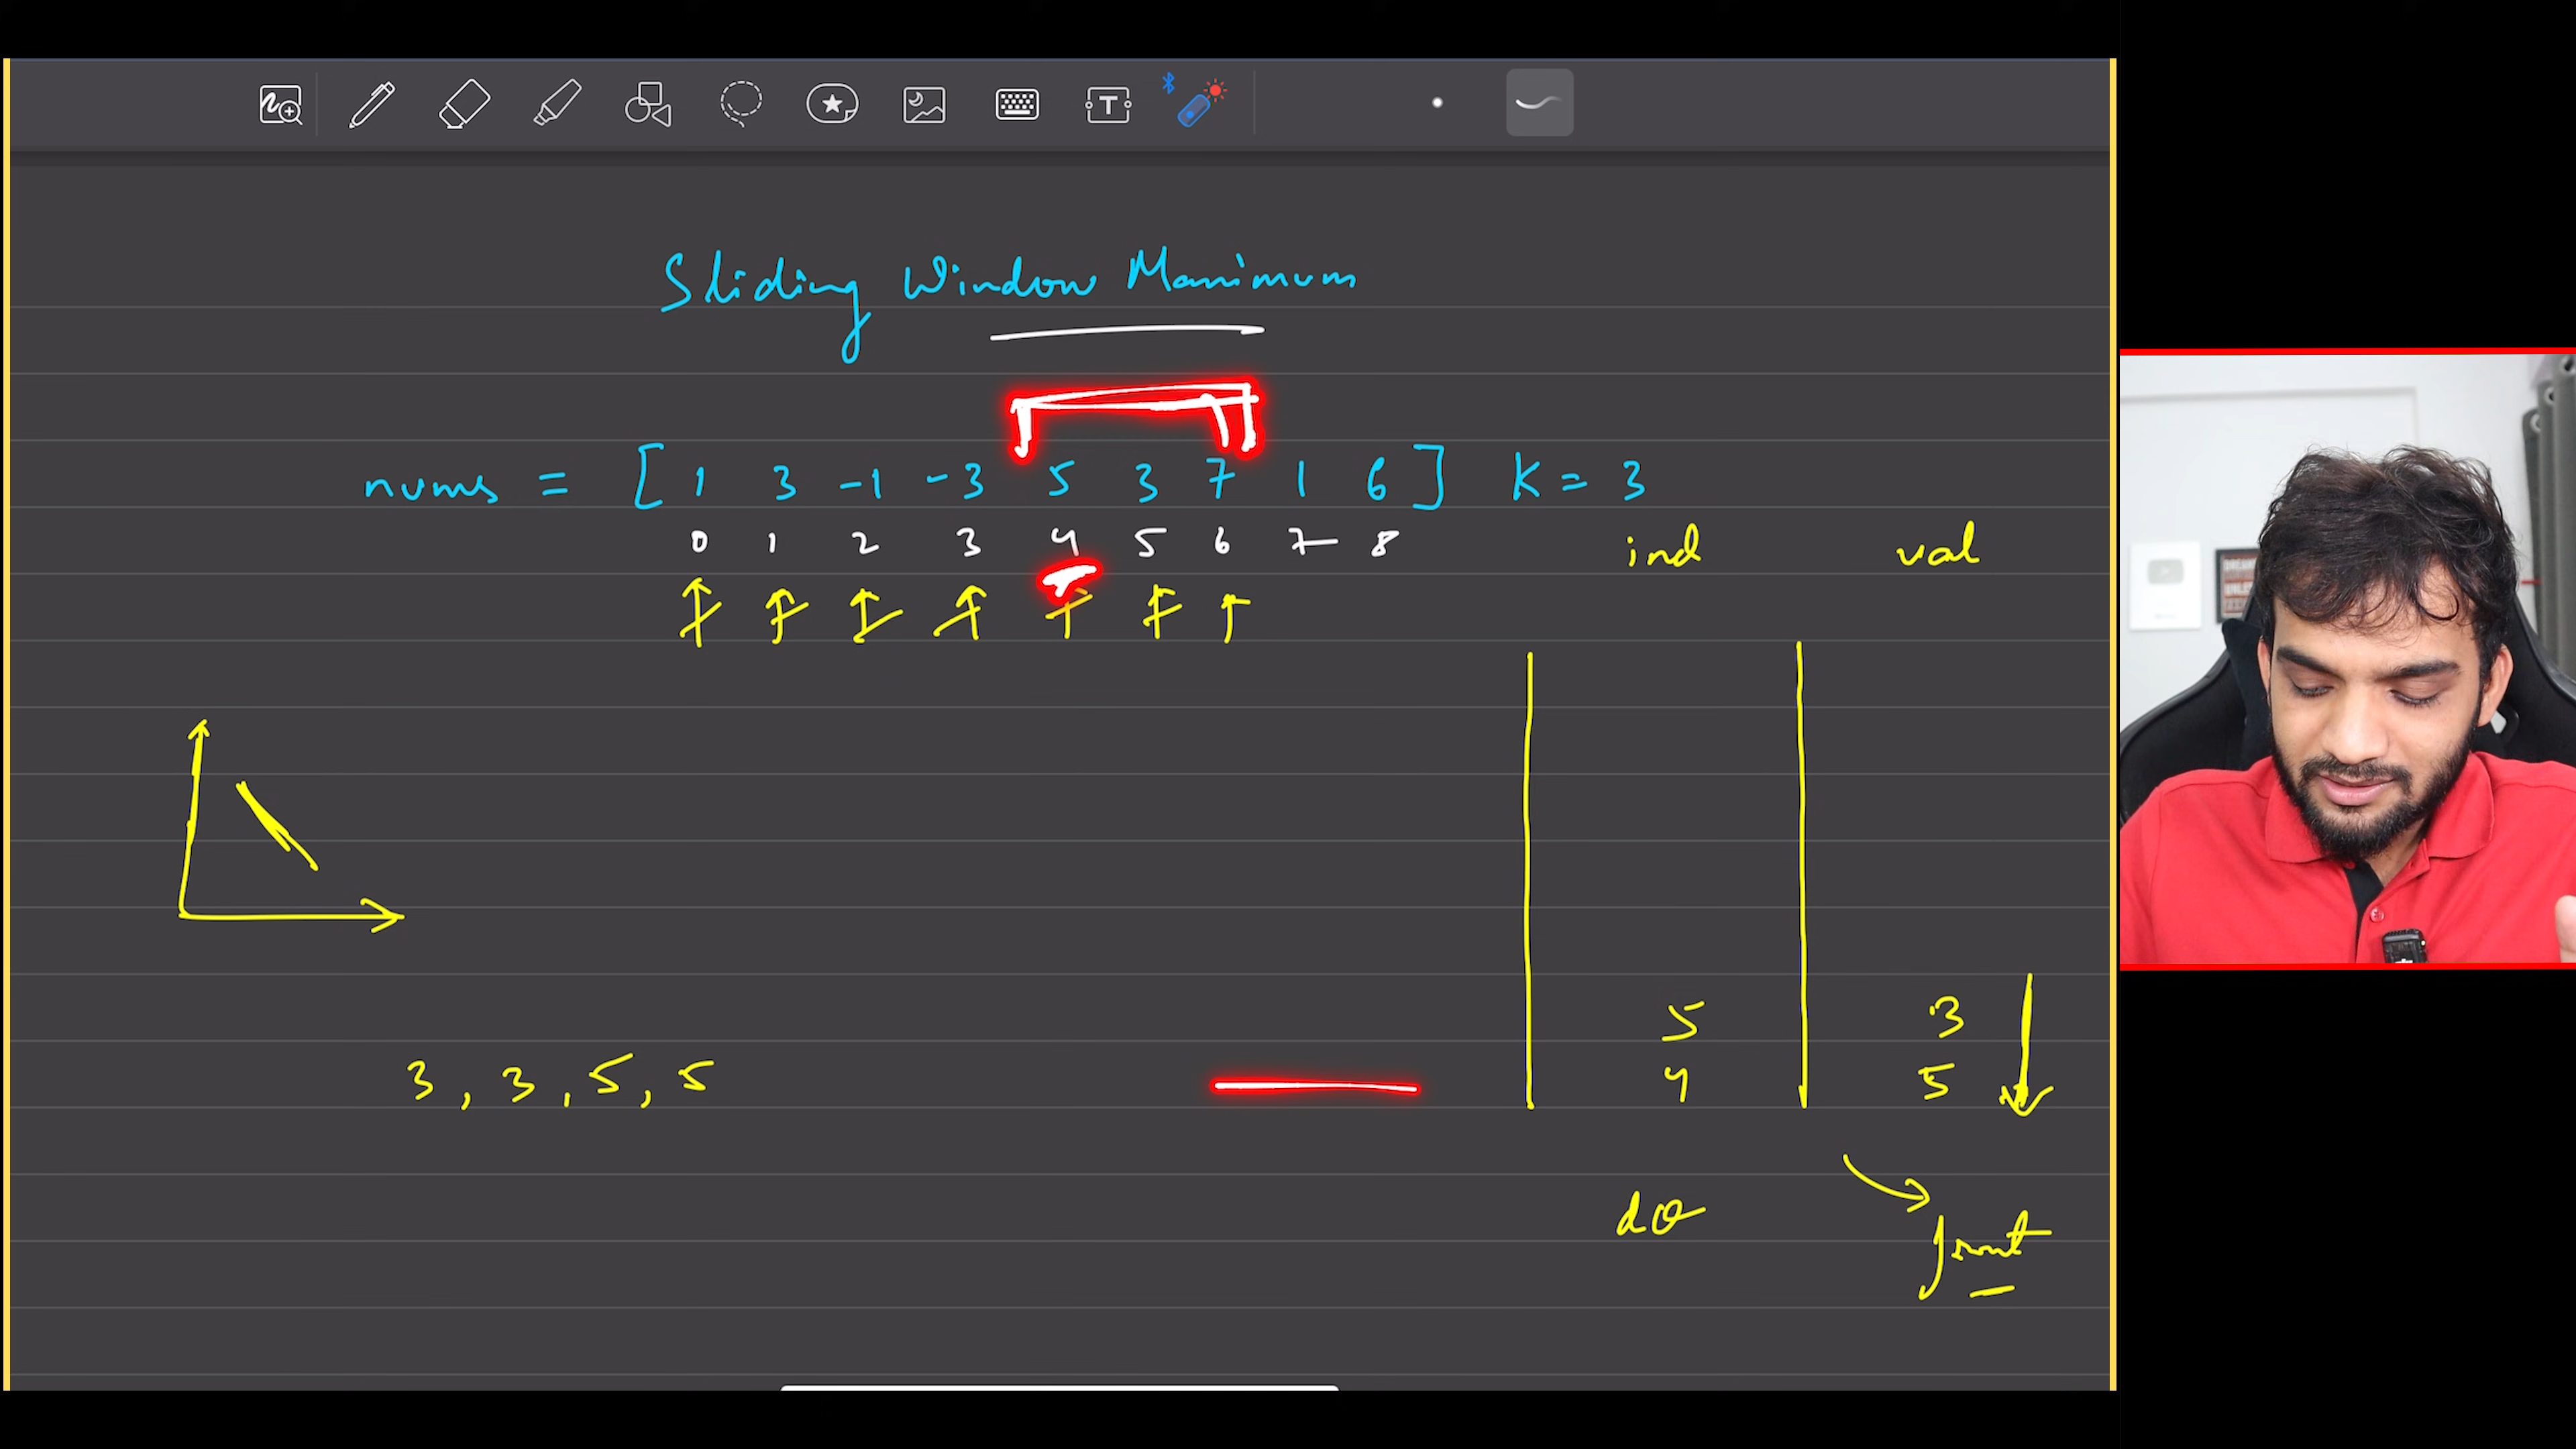 Sliding Window Maximum
nums = [ 1 3 -1 -3 5 3 7 1 6 ] K = 3
0 1 2 3 4 5 6 7 8
ind val
5 3
4 5
3 , 3 , 5 , 5
dQ
front